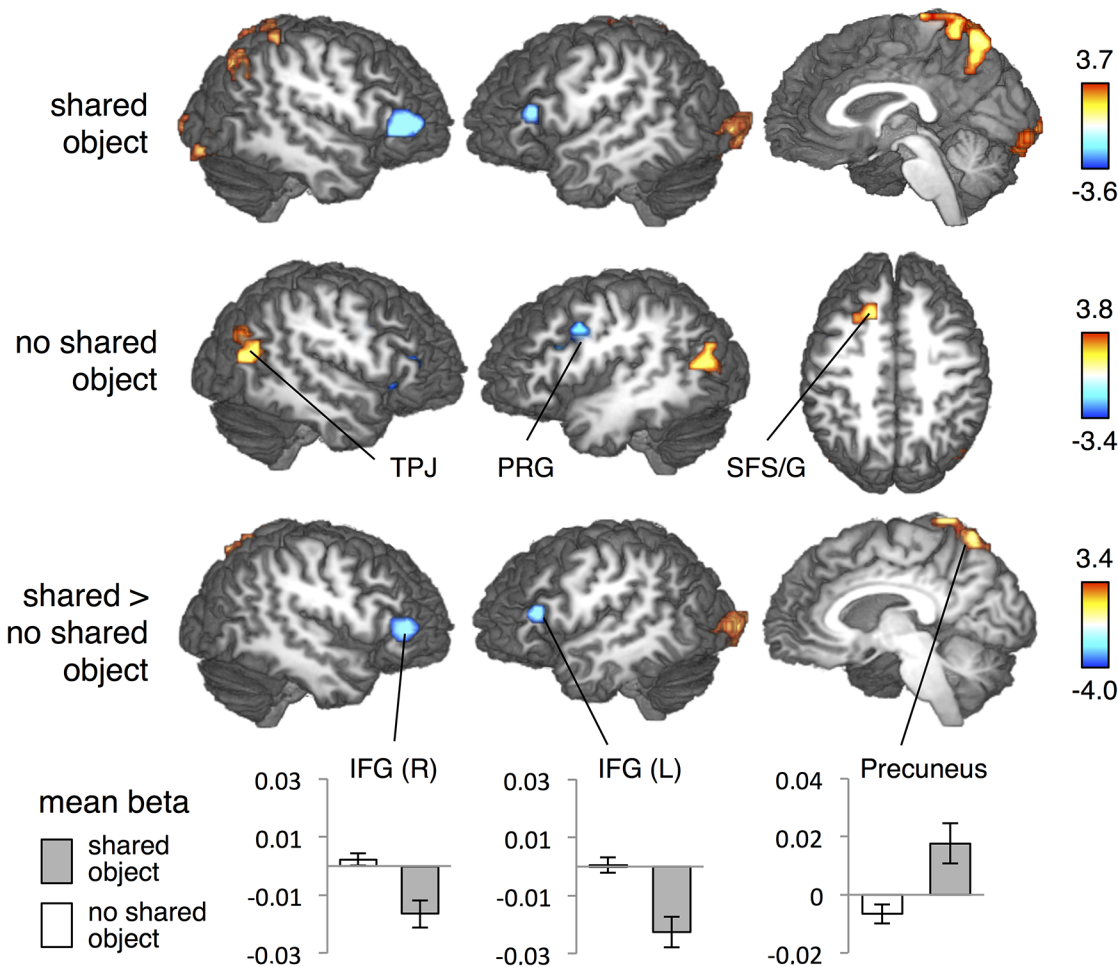 shared
object
3.7
-3.6
no shared
object
3.8
-3.4
TPJ
PRG
SFS/G
shared >
no shared
object
3.4
-4.0
IFG (R)
IFG (L)
Precuneus
mean beta
shared
object
no shared
object
0.03
0.01
-0.01
-0.03
0.03
0.01
-0.01
-0.03
0.04
0.02
0
-0.02